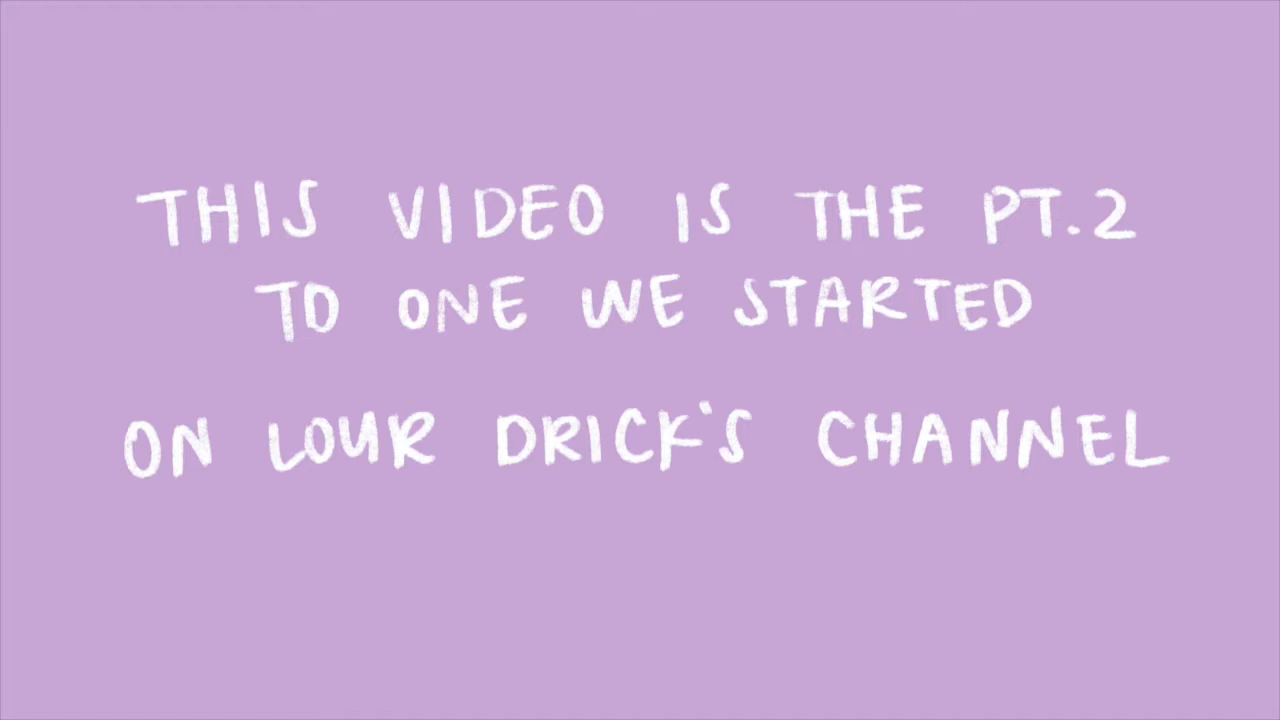 THIS VIDEO IS THE PT.2
TO ONE WE STARTED
ON LOUR DRICK'S CHANNEL